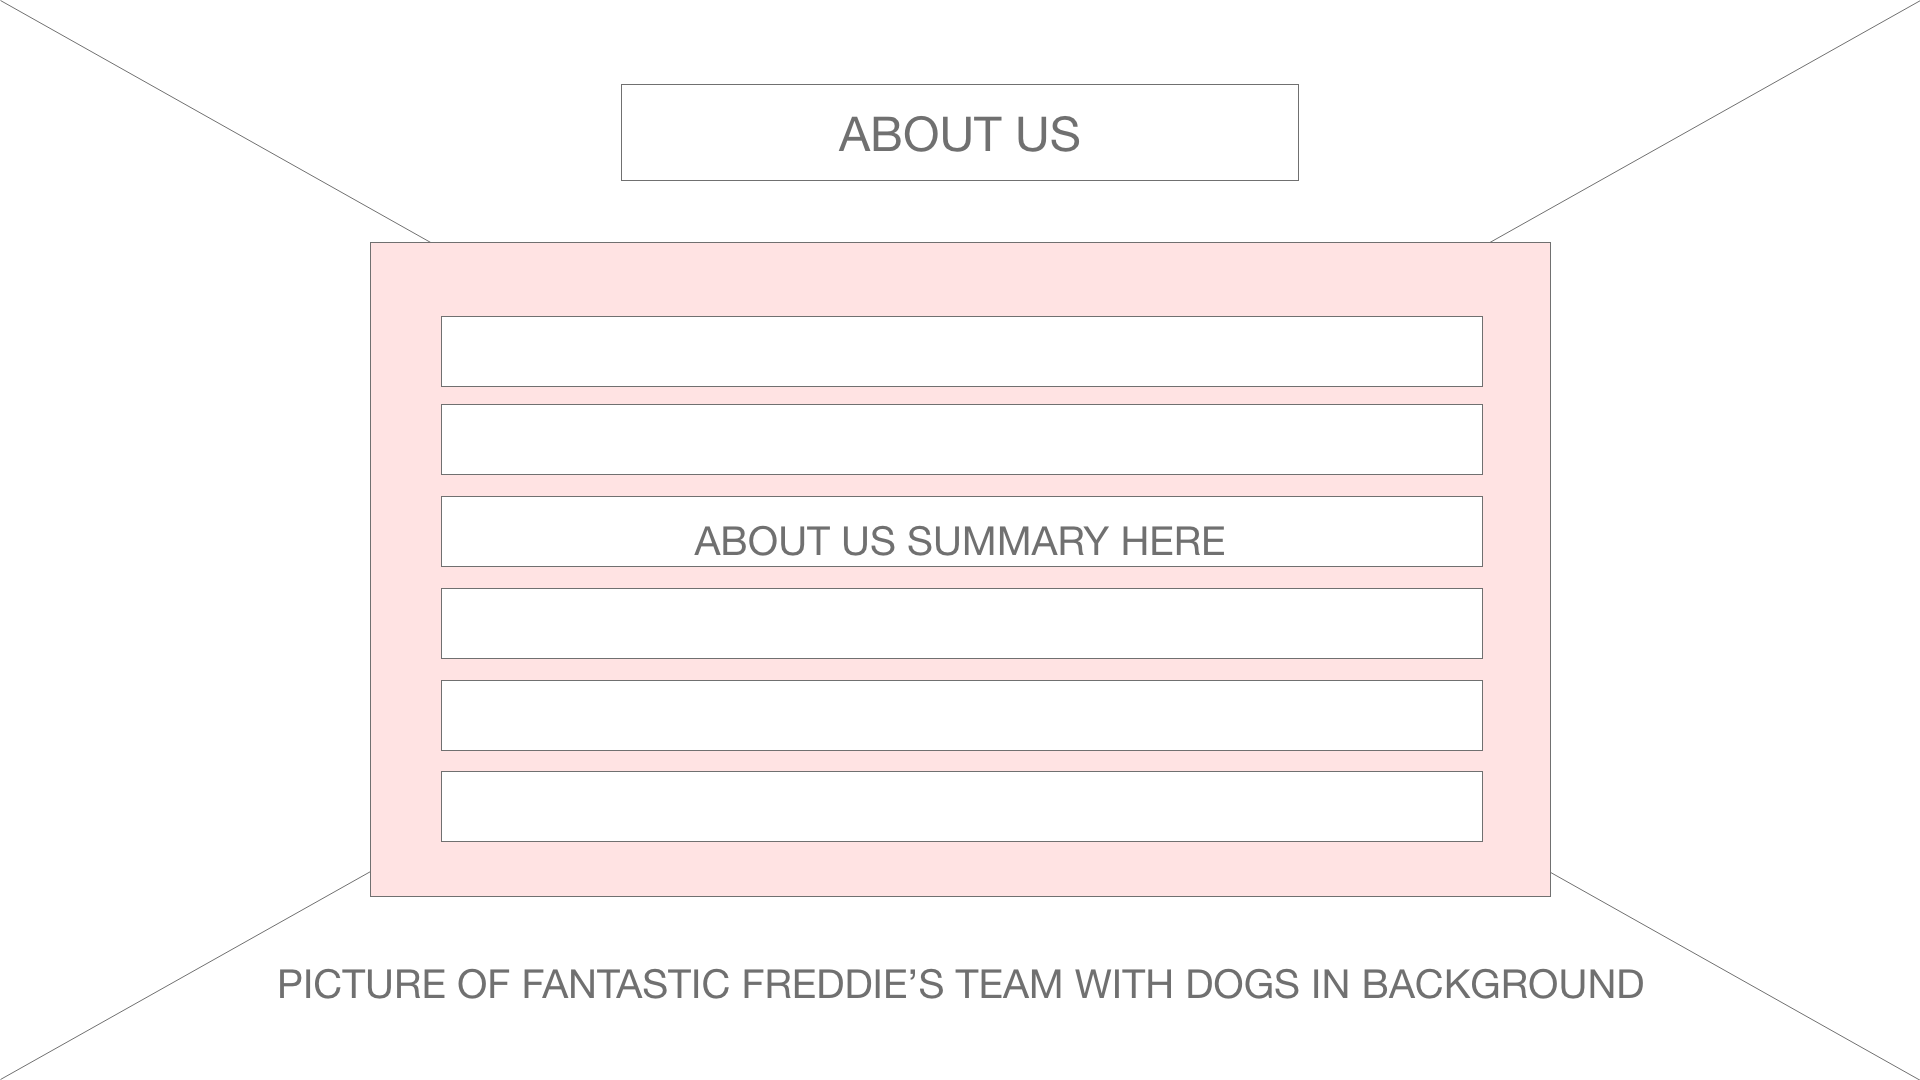 ABOUT US
ABOUT US SUMMARY HERE
PICTURE OF FANTASTIC FREDDIE’S TEAM WITH DOGS IN BACKGROUND